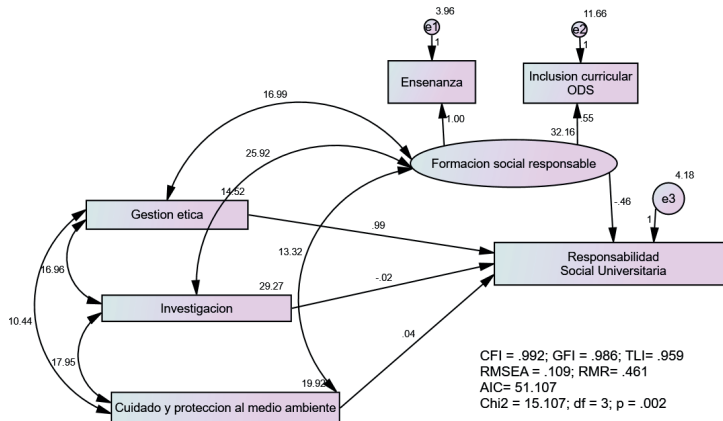 3.96
11.66
e1
e2
1
1
Ensenanza
Inclusion curricular
ODS
16.99
1.00
.55
32.16
25.92
Formacion social responsable
4.18
14.52
-.46
e3
Gestion etica
1
.99
13.32
Responsabilidad
Social Universitaria
16.96
29.27
-.02
Investigacion
10.44
.04
17.95
19.92
CFI = .992; GFI = .986; TLI= .959
RMSEA = .109; RMR= .461
AIC= 51.107
Chi2 = 15.107; df = 3; p = .002
Cuidado y proteccion al medio ambiente